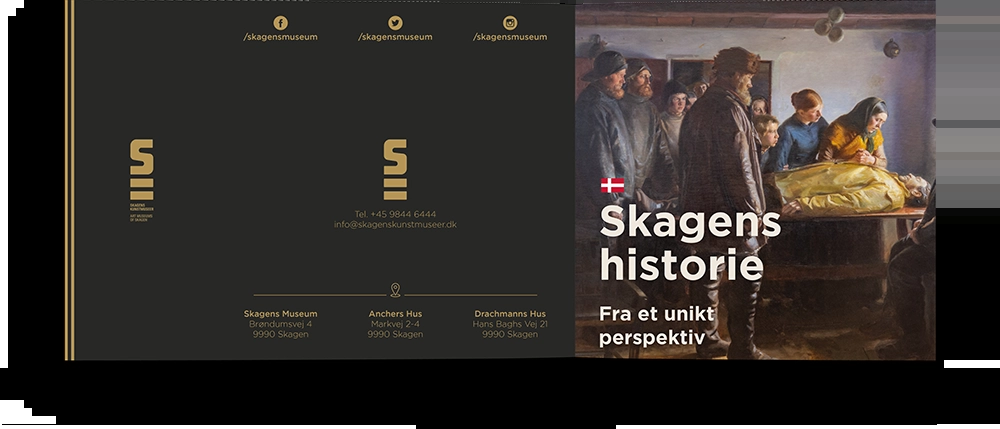 /skagensmuseum
/skagensmuseum
/skagensmuseum
S
SKAGENS
KUNSTMUSEER
ART MUSEUMS
OF SKAGEN
S
Tel. +45 9844 6444
info@skagenskunstmuseer.dk
Skagens Museum
Brøndumsvej 4
9990 Skagen
Anchers Hus
Markvej 2-4
9990 Skagen
Drachmanns Hus
Hans Baghs Vej 21
9990 Skagen
Skagens
historie
Fra et unikt
perspektiv